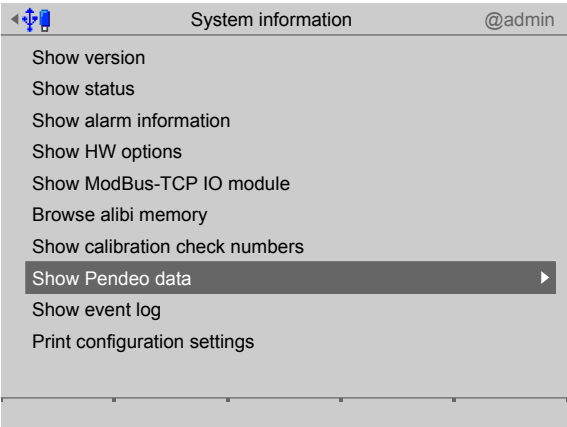 System information @admin
Show version
Show status
Show alarm information
Show HW options
Show ModBus-TCP IO module
Browse alibi memory
Show calibration check numbers
Show Pendeo data
Show event log
Print configuration settings